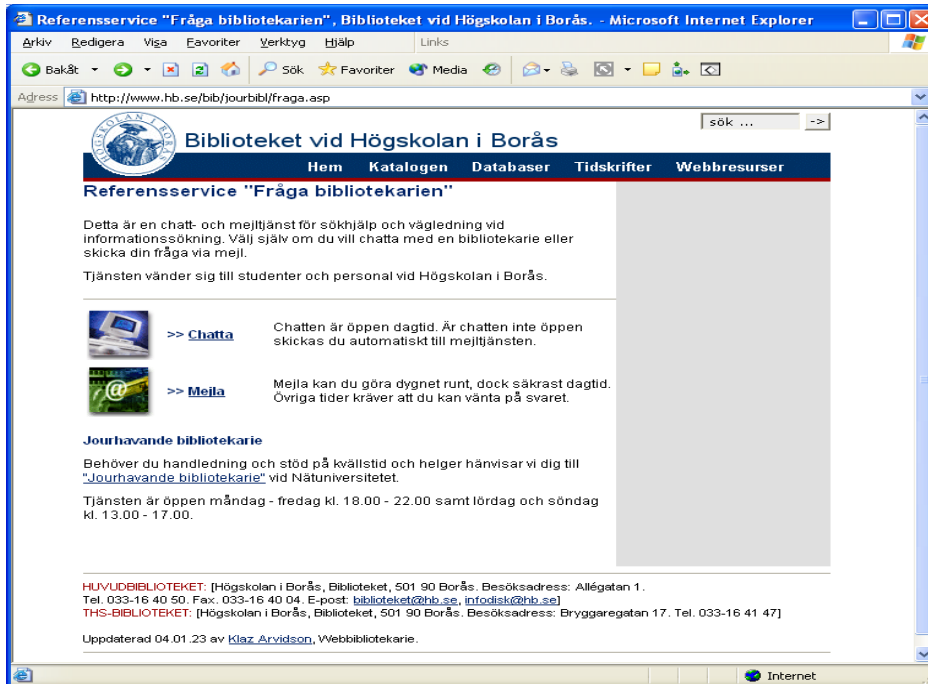 Referensservice "Fråga bibliotekarien", Biblioteket vid Högskolan i Borås. - Microsoft Internet Explorer
Arkiv Redigera Visa Favoriter Verktyg Hjälp Links
Bakåt Sök Favoriter Media
Adress http://www.hb.se/bib/jourbibl/fraga.asp
HÖGSKOLAN I BORÅS
sök ... ->
Biblioteket vid Högskolan i Borås
Hem Katalogen Databaser Tidskrifter Webbresurser
Referensservice "Fråga bibliotekarien"
Detta är en chatt- och mejltjänst för sökhjälp och vägledning vid
informationssökning. Välj själv om du vill chatta med en bibliotekarie eller
skicka din fråga via mejl.
Tjänsten vänder sig till studenter och personal vid Högskolan i Borås.
>> Chatta
Chatten är öppen dagtid. Är chatten inte öppen
skickas du automatiskt till mejltjänsten.
@
>> Mejla
Mejla kan du göra dygnet runt, dock säkrast dagtid.
Övriga tider kräver att du kan vänta på svaret.
Jourhavande bibliotekarie
Behöver du handledning och stöd på kvällstid och helger hänvisar vi dig till
"Jourhavande bibliotekarie" vid Nätuniversitetet.
Tjänsten är öppen måndag - fredag kl. 18.00 - 22.00 samt lördag och söndag
kl. 13.00 - 17.00.
HUVUDBIBLIOTEKET: [Högskolan i Borås, Biblioteket, 501 90 Borås. Besöksadress: Allégatan 1.
Tel. 033-16 40 50. Fax. 033-16 40 04. E-post: biblioteket@hb.se, infodisk@hb.se]
THS-BIBLIOTEKET: [Högskolan i Borås, Biblioteket, 501 90 Borås. Besöksadress: Bryggaregatan 17. Tel. 033-16 41 47]
Uppdaterad 04.01.23 av Klaz Arvidson, Webbibliotekarie.
Internet